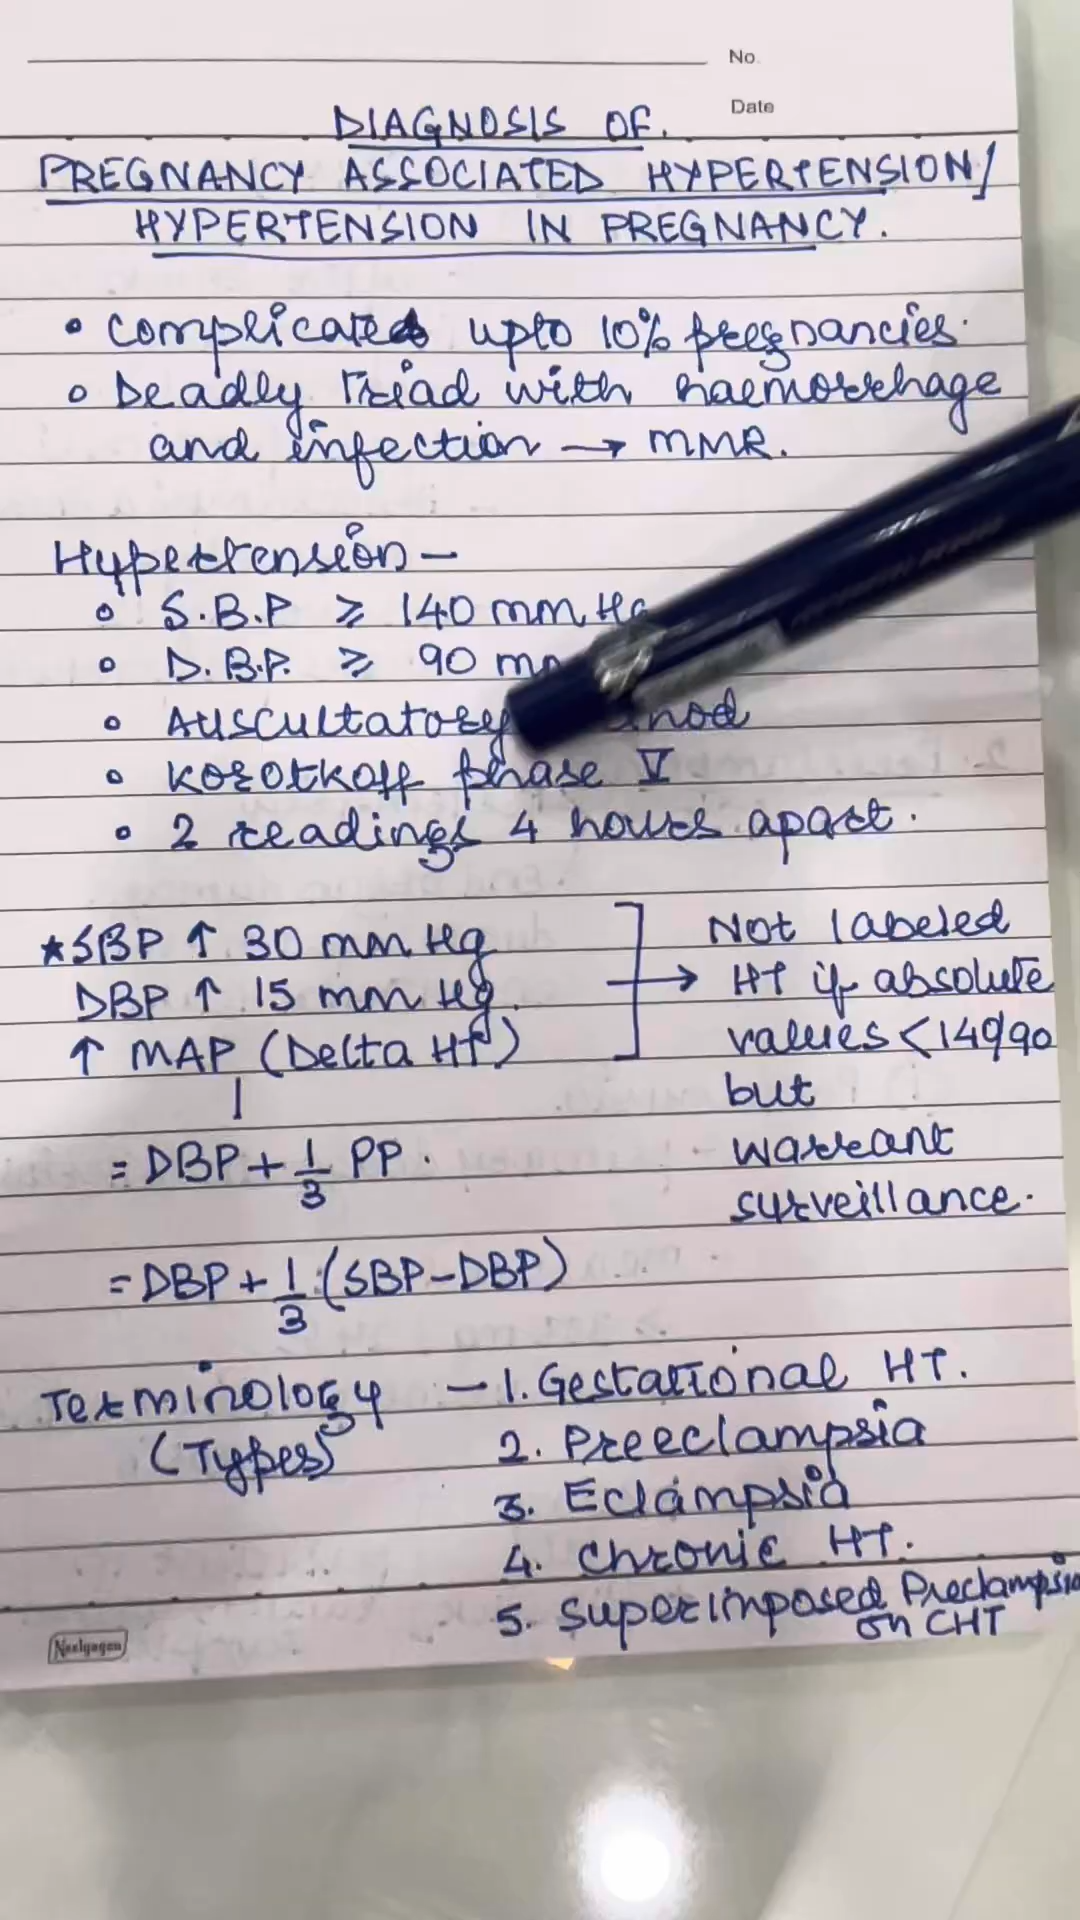 No.
Date
DIAGNOSIS OF.
PREGNANCY ASSOCIATED HYPERTENSION/
HYPERTENSION IN PREGNANCY.
• Complicates upto 10% pregnancies.
• Deadly Triad with haemorrhage
and infection → MMR.
Hypertension –
• S.B.P ≥ 140 mm Hg
• D.B.P. ≥ 90
• Auscultatory
• Korotkoff phase V
• 2 readings 4 hours apart.
★SBP ↑ 30 mm Hg
DBP ↑ 15 mm Hg
↑ MAP (Delta HT)
= DBP + 1/3 PP.
= DBP + 1/3 (SBP–DBP)
→ Not labeled
HT if absolute
values < 140/90
but
warrant
surveillance.
Terminology – 1. Gestational HT.
(Types)
2. Preeclampsia
3. Eclampsia
4. Chronic HT.
5. Superimposed Preclampsia
on CHT
Neelgagan